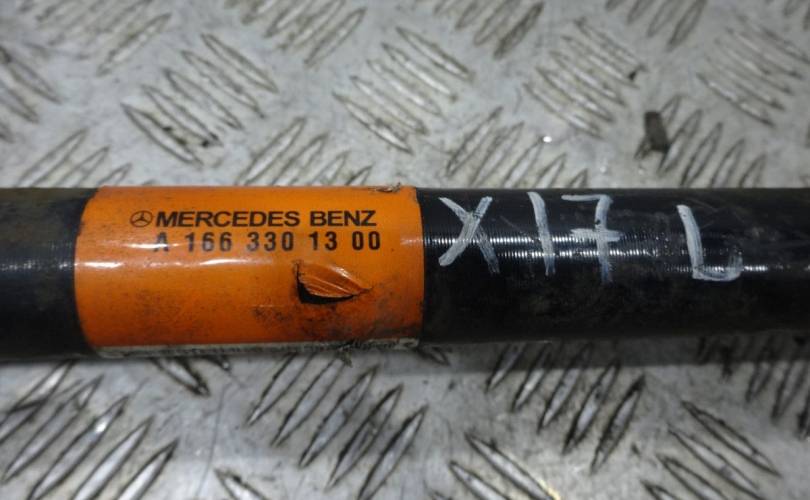 MERCEDES BENZ
A 166 330 13 00
X17 L